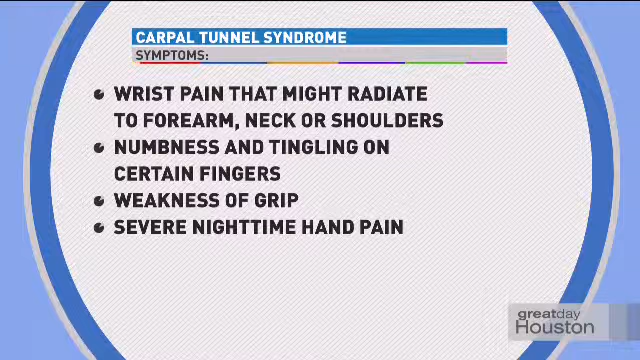 CARPAL TUNNEL SYNDROME
SYMPTOMS:
WRIST PAIN THAT MIGHT RADIATE
TO FOREARM, NECK OR SHOULDERS
NUMBNESS AND TINGLING ON
CERTAIN FINGERS
WEAKNESS OF GRIP
SEVERE NIGHTTIME HAND PAIN
greatday
Houston